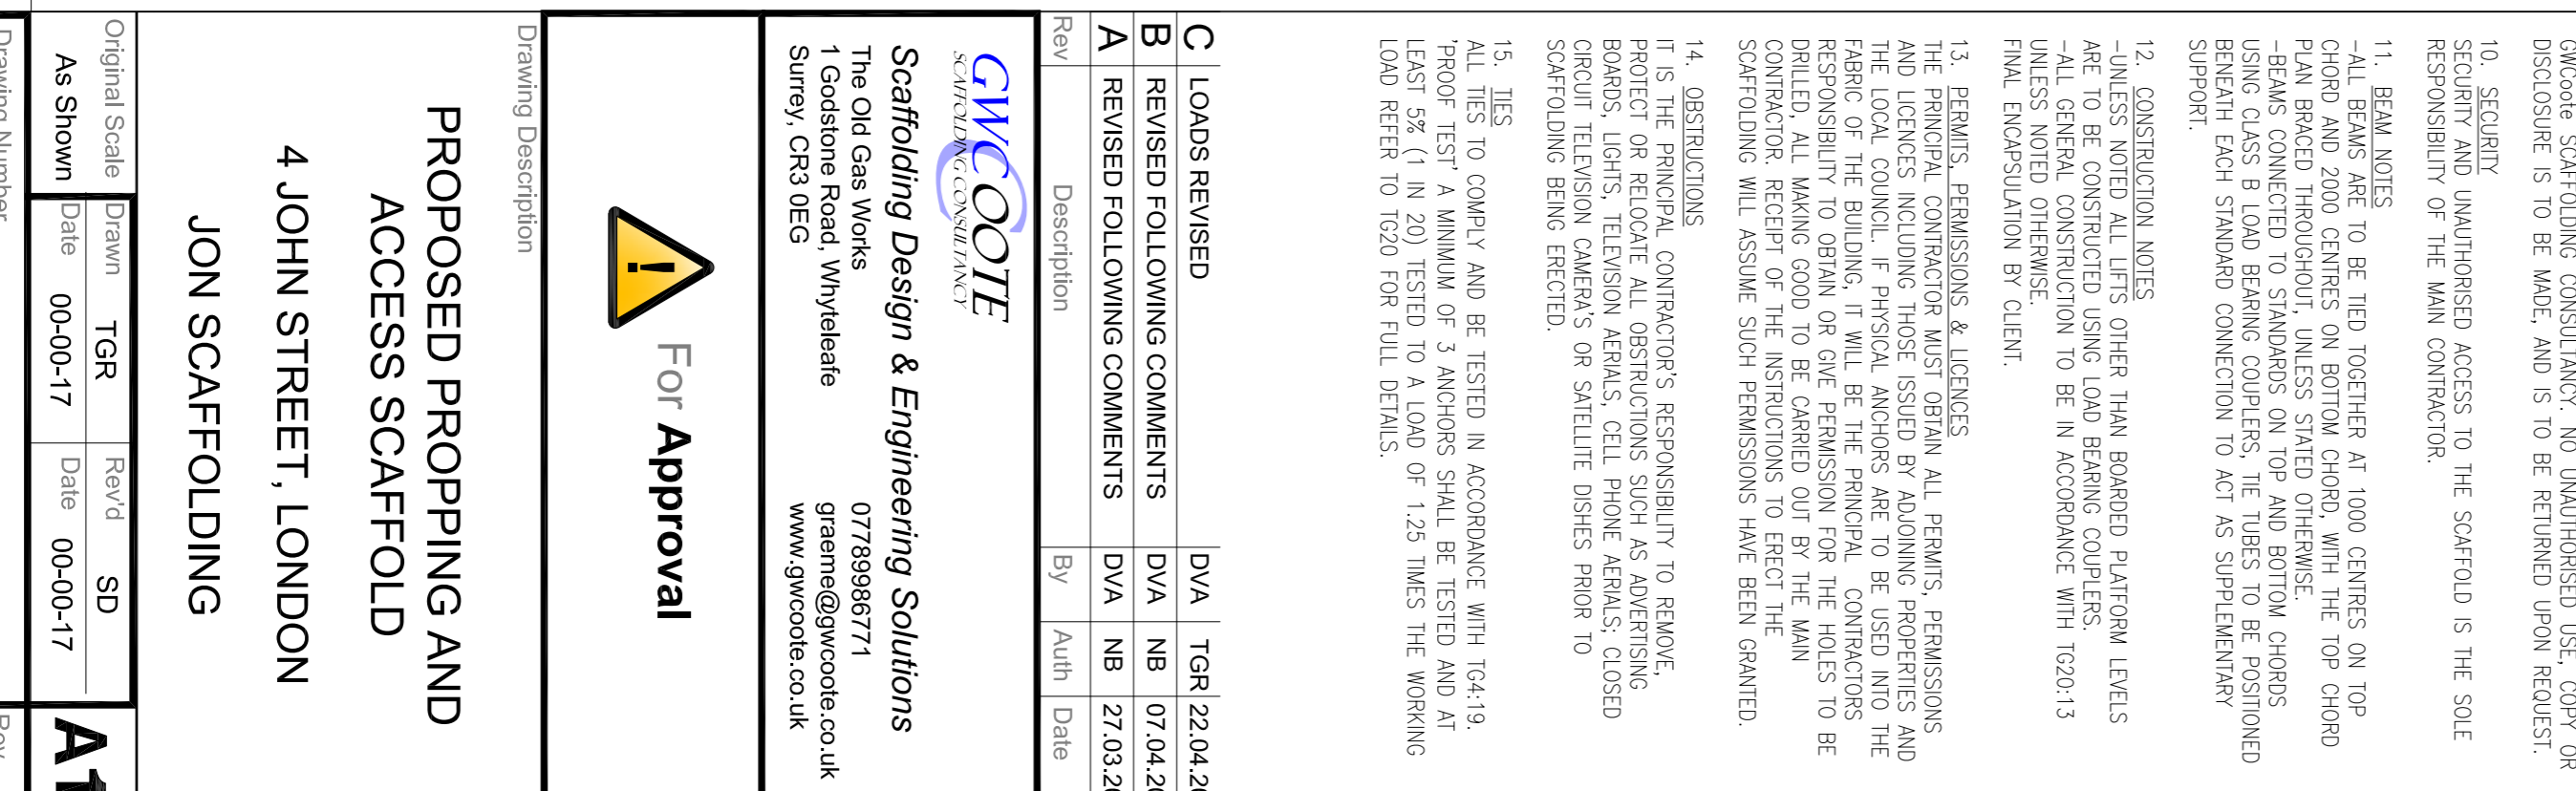 GWCoote SCAFFOLDING CONSULTANCY. NO UNAUTHORISED USE, COPY OR
DISCLOSURE IS TO BE MADE, AND IS TO BE RETURNED UPON REQUEST.
10. SECURITY
SECURITY AND UNAUTHORISED ACCESS TO THE SCAFFOLD IS THE SOLE
RESPONSIBILITY OF THE MAIN CONTRACTOR.
11. BEAM NOTES
-ALL BEAMS ARE TO BE TIED TOGETHER AT 1000 CENTRES ON TOP
CHORD AND 2000 CENTRES ON BOTTOM CHORD, WITH THE TOP CHORD
PLAN BRACED THROUGHOUT, UNLESS STATED OTHERWISE.
-BEAMS CONNECTED TO STANDARDS ON TOP AND BOTTOM CHORDS
USING CLASS B LOAD BEARING COUPLERS, TIE TUBES TO BE POSITIONED
BENEATH EACH STANDARD CONNECTION TO ACT AS SUPPLEMENTARY
SUPPORT.
12. CONSTRUCTION NOTES
-UNLESS NOTED ALL LIFTS OTHER THAN BOARDED PLATFORM LEVELS
ARE TO BE CONSTRUCTED USING LOAD BEARING COUPLERS.
-ALL GENERAL CONSTRUCTION TO BE IN ACCORDANCE WITH TG20:13
UNLESS NOTED OTHERWISE.
FINAL ENCAPSULATION BY CLIENT.
13. PERMITS, PERMISSIONS & LICENCES
THE PRINCIPAL CONTRACTOR MUST OBTAIN ALL PERMITS, PERMISSIONS
AND LICENCES INCLUDING THOSE ISSUED BY ADJOINING PROPERTIES AND
THE LOCAL COUNCIL. IF PHYSICAL ANCHORS ARE TO BE USED INTO THE
FABRIC OF THE BUILDING, IT WILL BE THE PRINCIPAL CONTRACTORS
RESPONSIBILITY TO OBTAIN OR GIVE PERMISSION FOR THE HOLES TO BE
DRILLED, ALL MAKING GOOD TO BE CARRIED OUT BY THE MAIN
CONTRACTOR. RECEIPT OF THE INSTRUCTIONS TO ERECT THE
SCAFFOLDING WILL ASSUME SUCH PERMISSIONS HAVE BEEN GRANTED.
14. OBSTRUCTIONS
IT IS THE PRINCIPAL CONTRACTOR'S RESPONSIBILITY TO REMOVE,
PROTECT OR RELOCATE ALL OBSTRUCTIONS SUCH AS ADVERTISING
BOARDS, LIGHTS, TELEVISION AERIALS, CELL PHONE AERIALS; CLOSED
CIRCUIT TELEVISION CAMERA'S OR SATELLITE DISHES PRIOR TO
SCAFFOLDING BEING ERECTED.
15. TIES
ALL TIES TO COMPLY AND BE TESTED IN ACCORDANCE WITH TG4:19.
'PROOF TEST' A MINIMUM OF 3 ANCHORS SHALL BE TESTED AND AT
LEAST 5% (1 IN 20) TESTED TO A LOAD OF 1.25 TIMES THE WORKING
LOAD REFER TO TG20 FOR FULL DETAILS.
C LOADS REVISED DVA TGR 22.04.20
B REVISED FOLLOWING COMMENTS DVA NB 07.04.20
A REVISED FOLLOWING COMMENTS DVA NB 27.03.20
Rev Description By Auth Date
GWCOOTE
SCAFFOLDING CONSULTANCY
Scaffolding Design & Engineering Solutions
The Old Gas Works 07789986771
1 Godstone Road, Whyteleafe graeme@gwcoote.co.uk
Surrey, CR3 0EG www.gwcoote.co.uk
For Approval
Drawing Description
PROPOSED PROPPING AND
ACCESS SCAFFOLD
4 JOHN STREET, LONDON
JON SCAFFOLDING
Original Scale Drawn TGR Rev'd SD
As Shown Date 00-00-17 Date 00-00-17 A1
Drawing Number Rev